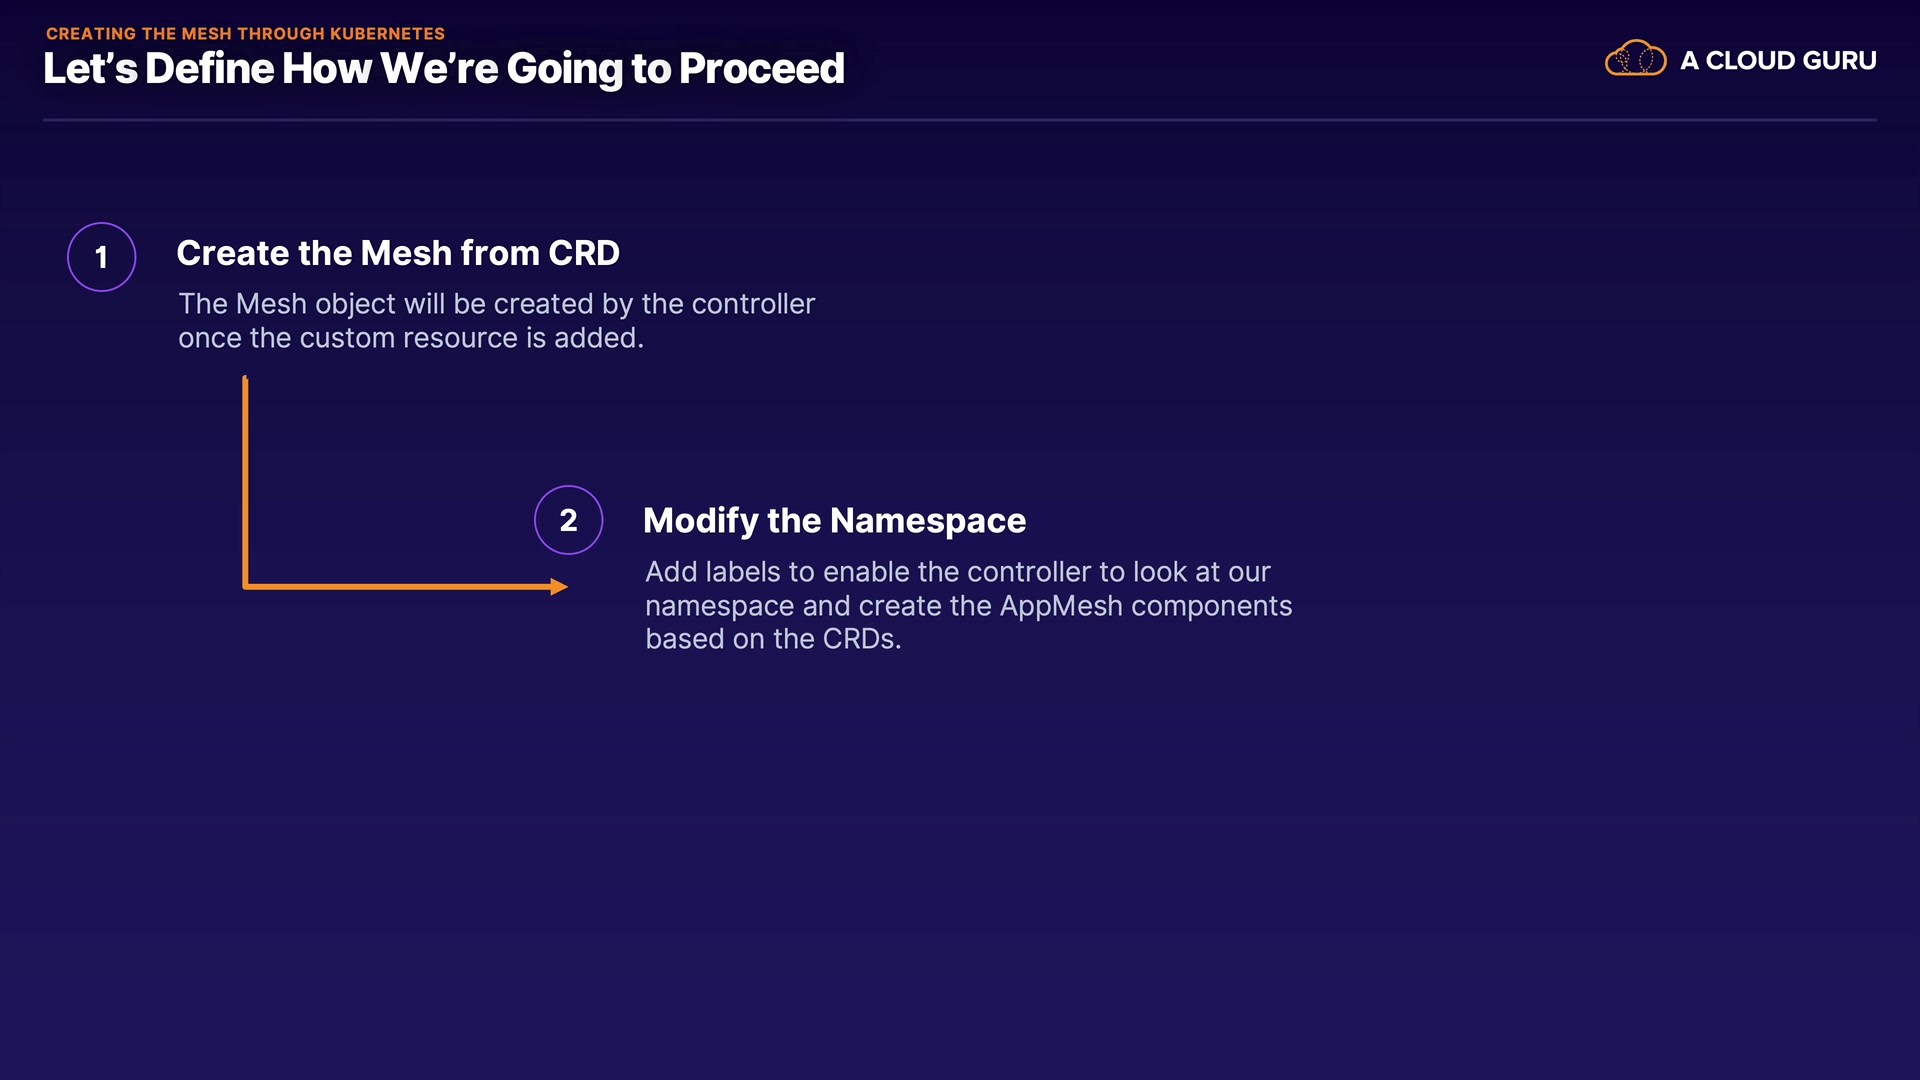 CREATING THE MESH THROUGH KUBERNETES
Let’s Define How We’re Going to Proceed
A CLOUD GURU
1
Create the Mesh from CRD
The Mesh object will be created by the controller
once the custom resource is added.
2
Modify the Namespace
Add labels to enable the controller to look at our
namespace and create the AppMesh components
based on the CRDs.